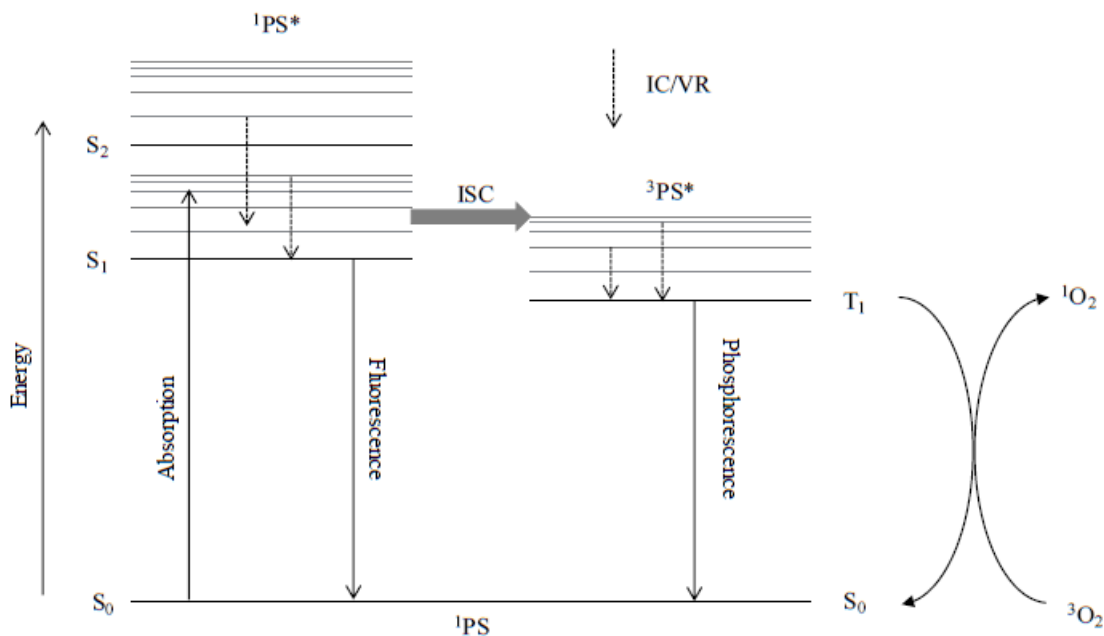 ¹PS*
IC/VR
S₂
³PS*
ISC
S₁
T₁
¹O₂
Energy
Absorption
Fluorescence
Phosphorescence
S₀
¹PS
S₀
³O₂